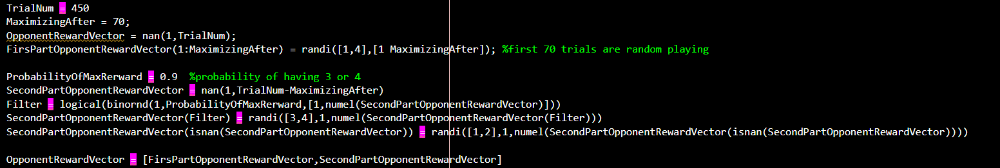 TrialNum = 450
MaximizingAfter = 70;
OpponentRewardVector = nan(1,TrialNum);
FirsPartOpponentRewardVector(1:MaximizingAfter) = randi([1,4],[1 MaximizingAfter]); %first 70 trials are random playing
ProbabilityOfMaxRerward = 0.9  %probability of having 3 or 4
SecondPartOpponentRewardVector = nan(1,TrialNum-MaximizingAfter)
Filter = logical(binornd(1,ProbabilityOfMaxRerward,[1,numel(SecondPartOpponentRewardVector)]))
SecondPartOpponentRewardVector(Filter) = randi([3,4],1,numel(SecondPartOpponentRewardVector(Filter)))
SecondPartOpponentRewardVector(isnan(SecondPartOpponentRewardVector)) = randi([1,2],1,numel(SecondPartOpponentRewardVector(isnan(SecondPartOpponentRewardVector))))
OpponentRewardVector = [FirsPartOpponentRewardVector,SecondPartOpponentRewardVector]